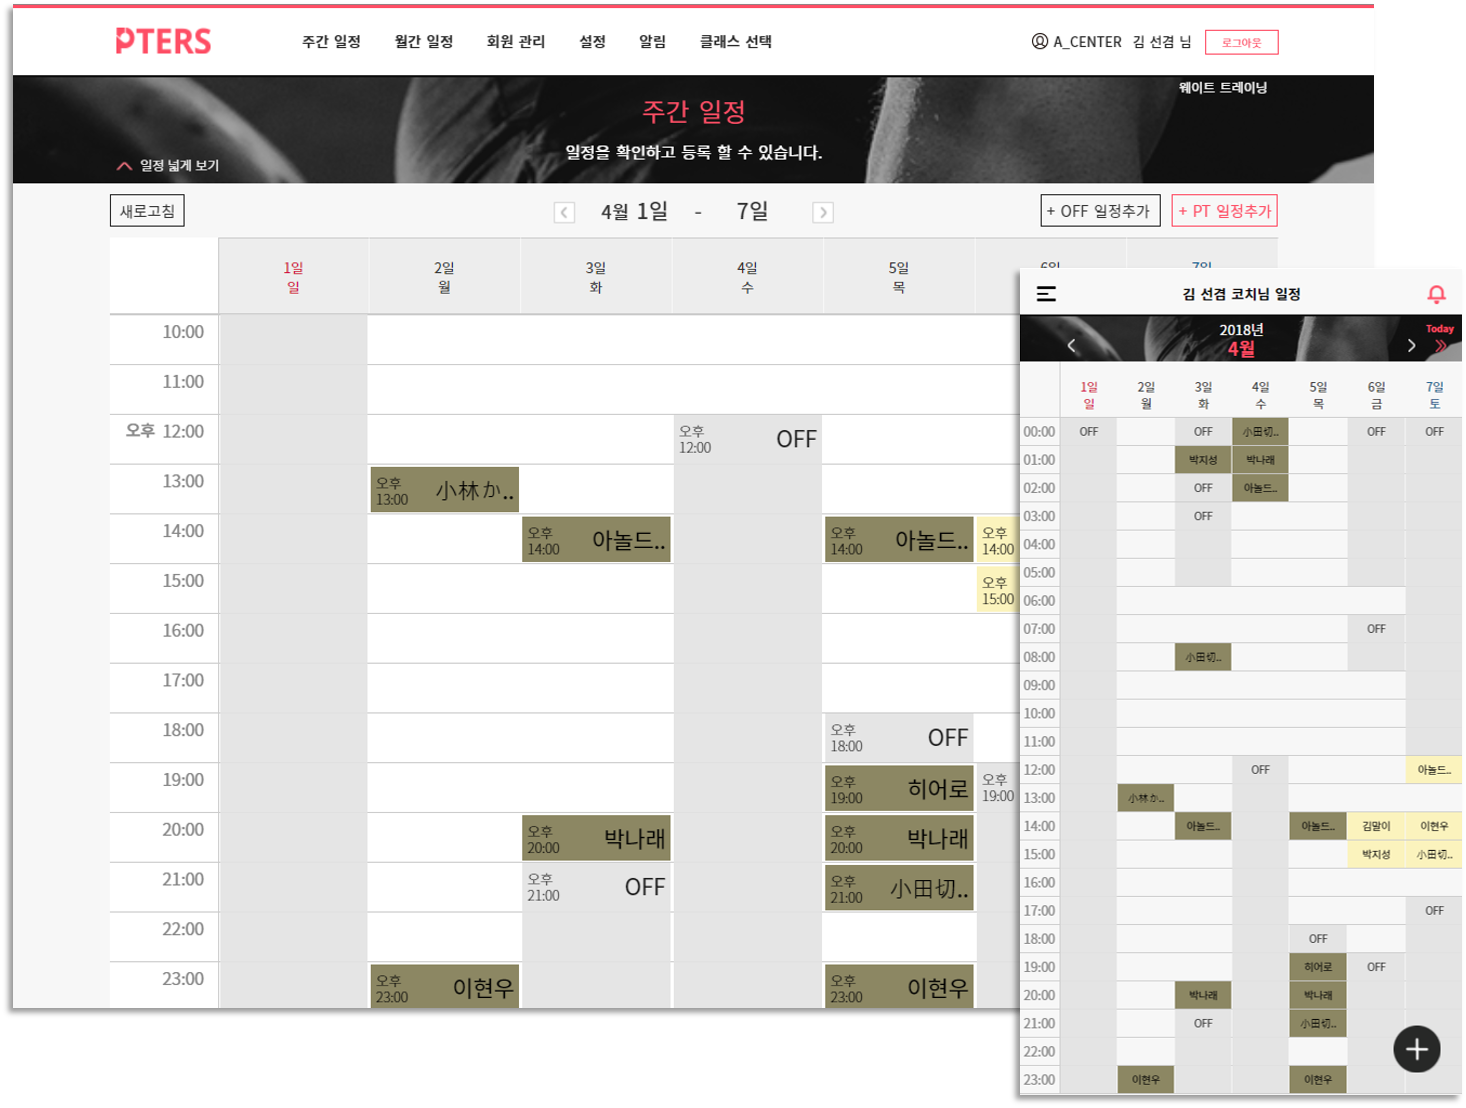 PTERS 주간 일정 월간 일정 회원 관리 설정 알림 클래스 선택 A_CENTER 김 선겸 님 로그아웃
웨이트 트레이닝
주간 일정
일정을 확인하고 등록 할 수 있습니다.
일정 넓게 보기
새로고침 < 4월 1일 - 7일 > + OFF 일정추가 + PT 일정추가
1일 2일 3일 4일 5일 6일 7일
일 월 화 수 목
10:00
11:00
오후 12:00 오후 12:00 OFF
13:00 오후 13:00 小林か..
14:00 오후 14:00 아놀드.. 오후 14:00 아놀드.. 오후 14:00
15:00 오후 15:00
16:00
17:00
18:00 오후 18:00 OFF
19:00 오후 19:00 히어로 오후 19:00
20:00 오후 20:00 박나래 오후 20:00 박나래
21:00 오후 21:00 OFF 오후 21:00 小田切..
22:00
23:00 오후 23:00 이현우 오후 23:00 이현우
김 선겸 코치님 일정
2018년 Today
4월
1일 2일 3일 4일 5일 6일 7일
일 월 화 수 목 금 토
00:00 OFF OFF 小田切.. OFF OFF
01:00 박지성 박나래
02:00 OFF 아놀드..
03:00 OFF
04:00
05:00
06:00
07:00 OFF
08:00 小田切..
09:00
10:00
11:00
12:00 OFF 아놀드..
13:00 小林か..
14:00 아놀드.. 아놀드.. 김말이 이현우
15:00 박지성 小田切..
16:00
17:00 OFF
18:00 OFF
19:00 히어로 OFF
20:00 박나래 박나래
21:00 OFF 小田切..
22:00
23:00 이현우 이현우